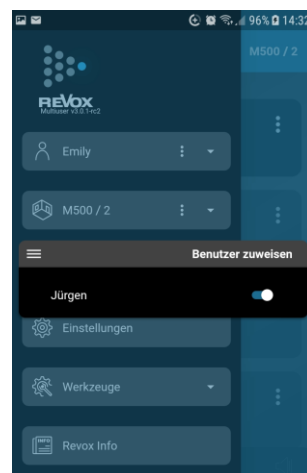 96% 14:32
M500 / 2
REVOX
Multiuser v3.0.1-rc2
Emily
M500 / 2
Benutzer zuweisen
Jürgen
Einstellungen
Werkzeuge
INFO
Revox Info